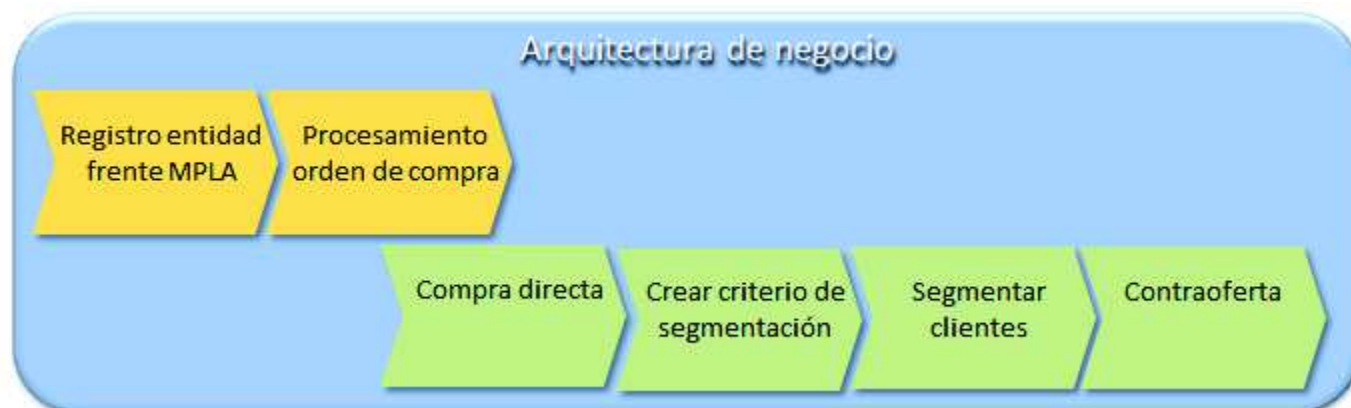 Arquitectura de negocio
Registro entidad
frente MPLA
Procesamiento
orden de compra
Compra directa
Crear criterio de
segmentación
Segmentar
clientes
Contraoferta